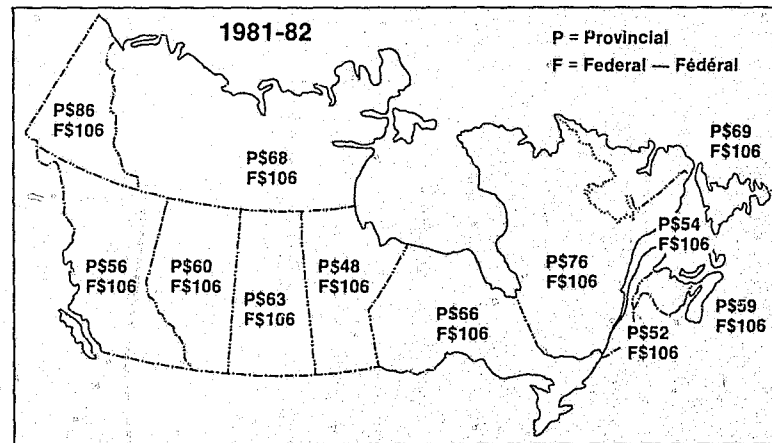 1981-82
P = Provincial
F = Federal — Fédéral
P$86
F$106
P$68
F$106
P$69
F$106
P$56
F$106
P$60
F$106
P$63
F$106
P$48
F$106
P$66
F$106
P$76
F$106
P$54
F$106
P$52
F$106
P$59
F$106